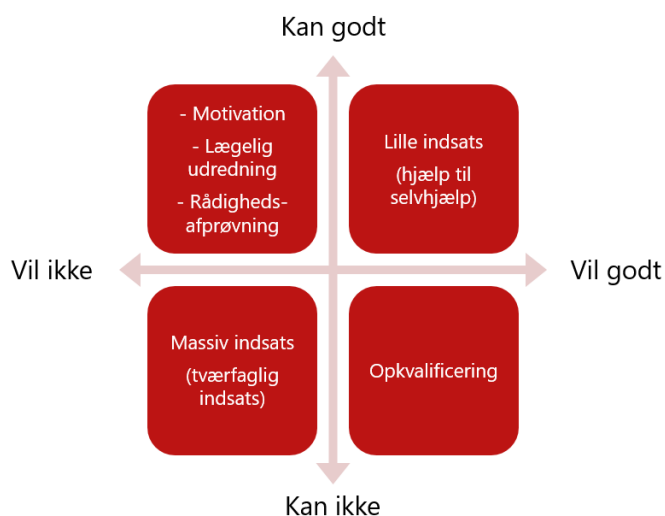 Kan godt
- Motivation
- Lægelig
udredning
- Rådigheds-
afprøvning
Lille indsats
(hjælp til
selvhjælp)
Vil ikke
Vil godt
Massiv indsats
(tværfaglig
indsats)
Opkvalificering
Kan ikke